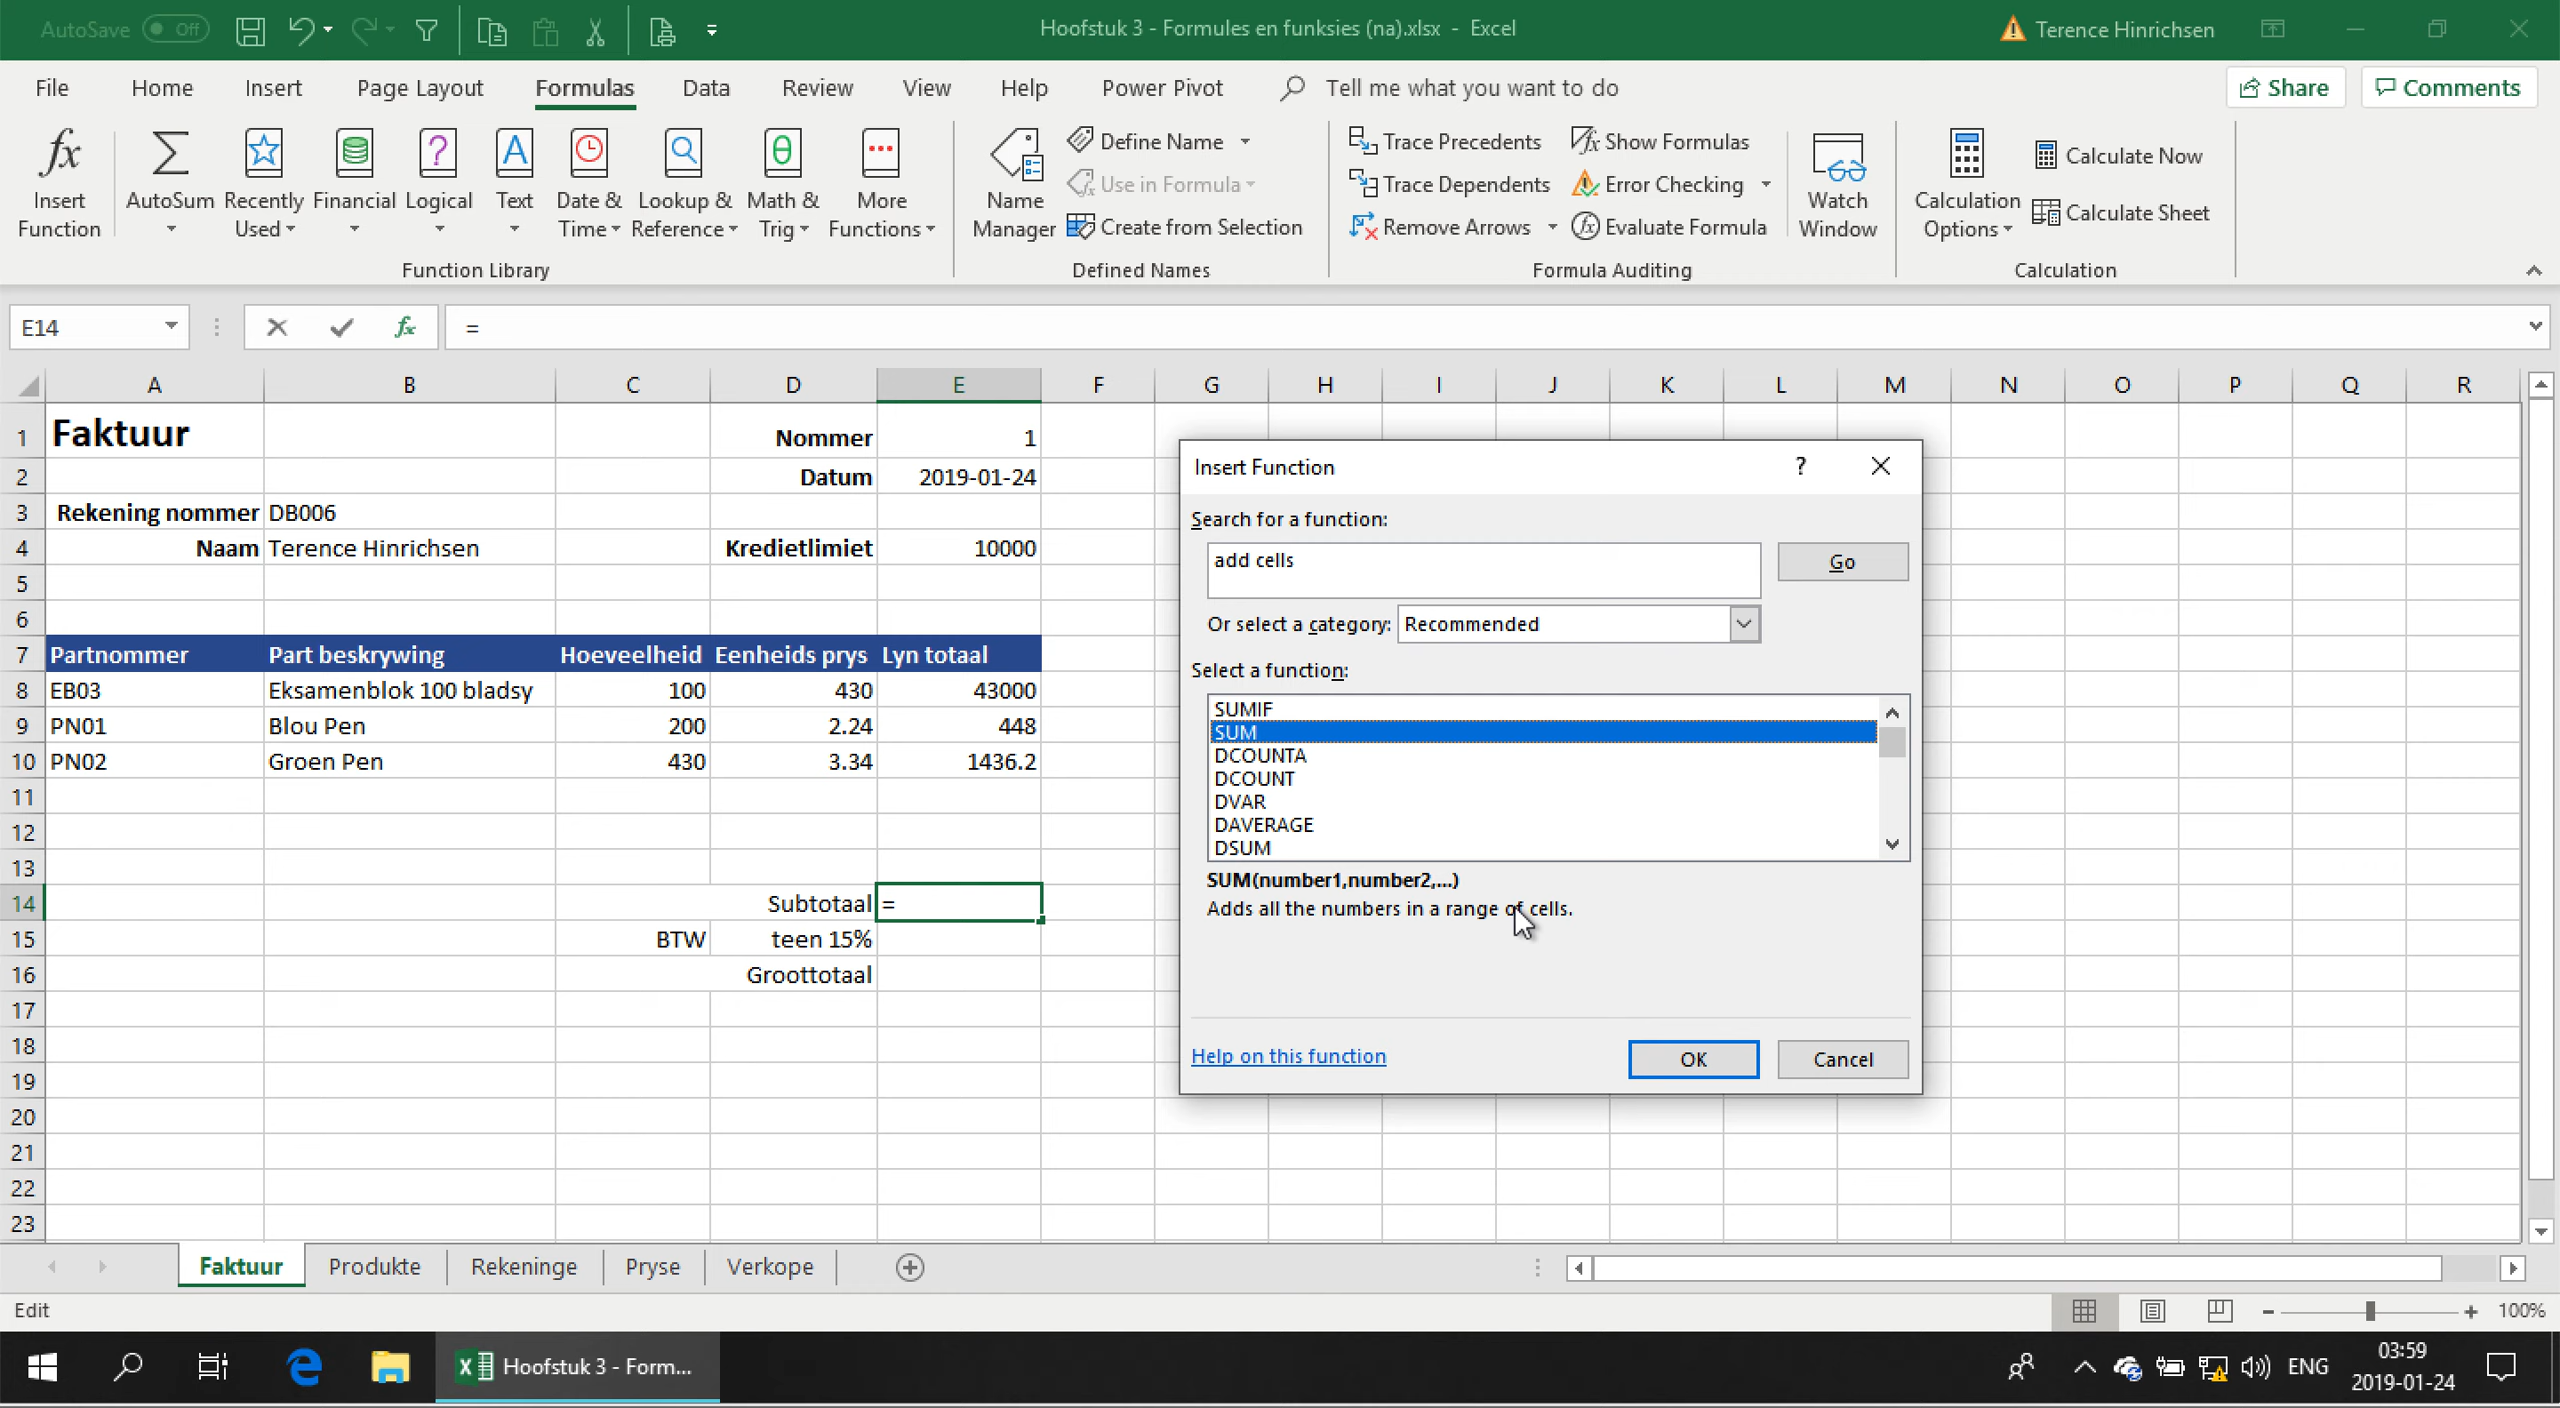 AutoSave Off
Hoofstuk 3 - Formules en funksies (na).xlsx - Excel
Terence Hinrichsen
File Home Insert Page Layout Formulas Data Review View Help Power Pivot Tell me what you want to do Share Comments
Insert Function
AutoSum
Recently Used
Financial
Logical
Text
Date & Time
Lookup & Reference
Math & Trig
More Functions
Function Library
Name Manager
Define Name
Use in Formula
Create from Selection
Defined Names
Trace Precedents
Trace Dependents
Remove Arrows
Show Formulas
Error Checking
Evaluate Formula
Formula Auditing
Watch Window
Calculation Options
Calculate Now
Calculate Sheet
Calculation
E14 fx =
A B C D E F G H I J K L M N O P Q R
1 Faktuur Nommer 1
2 Datum 2019-01-24
3 Rekening nommer DB006
4 Naam Terence Hinrichsen Kredietlimiet 10000
5
6
7 Partnommer Part beskrywing Hoeveelheid Eenheids prys Lyn totaal
8 EB03 Eksamenblok 100 bladsy 100 430 43000
9 PN01 Blou Pen 200 2.24 448
10 PN02 Groen Pen 430 3.34 1436.2
11
12
13
14 Subtotaal =
15 BTW teen 15%
16 Groottotaal
17
18
19
20
21
22
23
Insert Function ?
Search for a function:
add cells
Go
Or select a category: Recommended
Select a function:
SUMIF
SUM
DCOUNTA
DCOUNT
DVAR
DAVERAGE
DSUM
SUM(number1,number2,...)
Adds all the numbers in a range of cells.
Help on this function
OK Cancel
Faktuur Produkte Rekeninge Pryse Verkope
Edit
100%
Hoofstuk 3 - Form...
ENG
03:59
2019-01-24